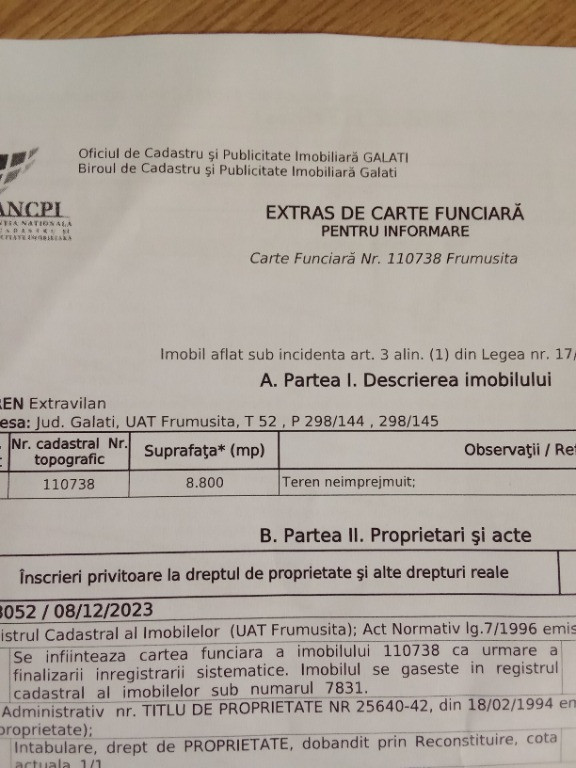 Oficiul de Cadastru şi Publicitate Imobiliară GALATI
Biroul de Cadastru şi Publicitate Imobiliară Galati
ANCPI
EXTRAS DE CARTE FUNCIARĂ
PENTRU INFORMARE
Carte Funciară Nr. 110738 Frumusita
Imobil aflat sub incidenta art. 3 alin. (1) din Legea nr. 17/
A. Partea I. Descrierea imobilului
REN Extravilan
esa: Jud. Galati, UAT Frumusita, T 52 , P 298/144 , 298/145
Nr. cadastral Nr. topografic
Suprafaţa* (mp)
Observaţii / Ref
110738
8.800
Teren neimprejmuit;
B. Partea II. Proprietari şi acte
Înscrieri privitoare la dreptul de proprietate şi alte drepturi reale
3052 / 08/12/2023
istrul Cadastral al Imobilelor (UAT Frumusita); Act Normativ lg.7/1996 emis
Se infiinteaza cartea funciara a imobilului 110738 ca urmare a
finalizarii inregistrarii sistematice. Imobilul se gaseste in registrul
cadastral al imobilelor sub numarul 7831.
Administrativ nr. TITLU DE PROPRIETATE NR 25640-42, din 18/02/1994 em
proprietate);
Intabulare, drept de PROPRIETATE, dobandit prin Reconstituire, cota
actuala 1/1